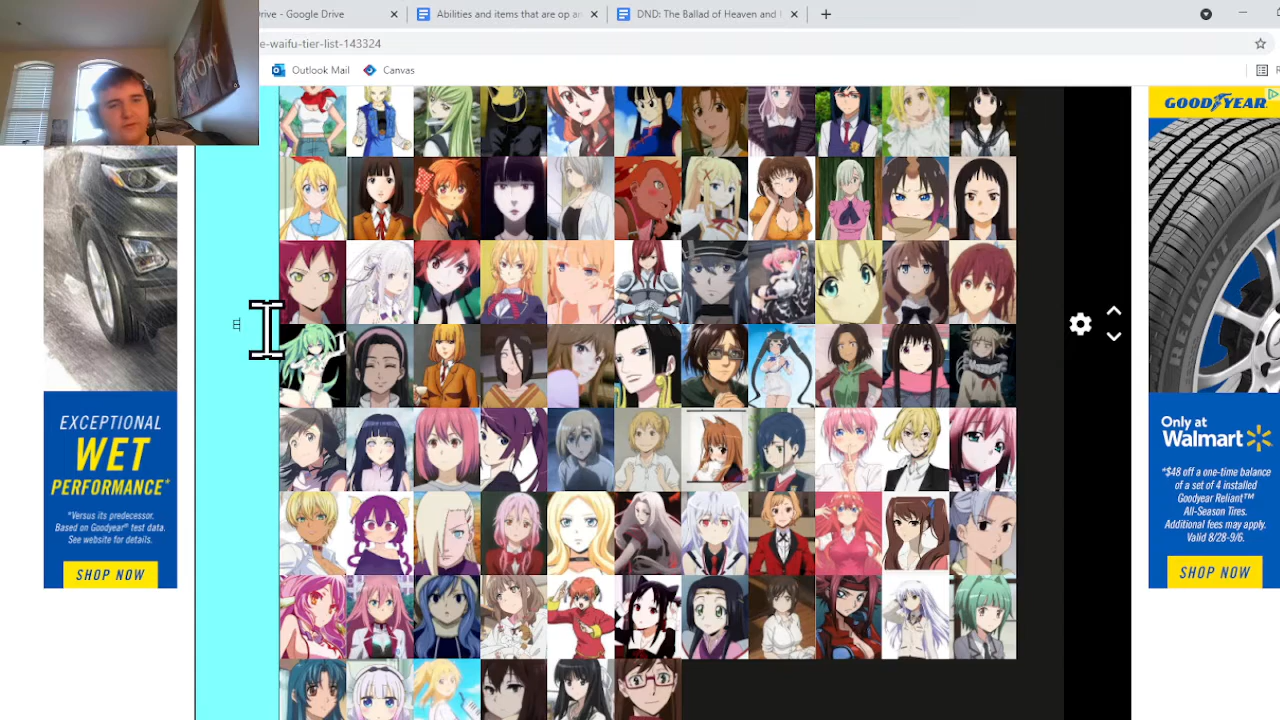 rive - Google Drive
Abilities and items that are op an
DND: The Ballad of Heaven and
e-waifu-tier-list-143324
Outlook Mail
Canvas
E
EXCEPTIONAL
WET
PERFORMANCE*
*Versus its predecessor.
Based on Goodyear® test data.
See website for details.
SHOP NOW
GOODYEAR
RELIANT
Only at
Walmart
*$48 off a one-time balance
of a set of 4 installed
Goodyear Reliant™
All-Season Tires.
Additional fees may apply.
Valid 8/28-9/6.
SHOP NOW